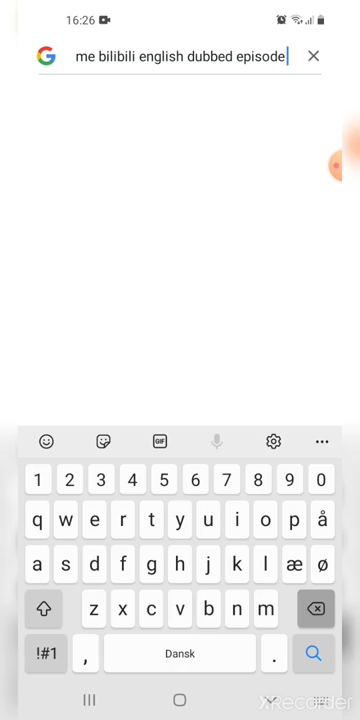 16:26
me bilibili english dubbed episode
GIF
1 2 3 4 5 6 7 8 9 0
q w e r t y u i o p å
a s d f g h j k l æ ø
z x c v b n m
!#1 , Dansk .
XRecorder